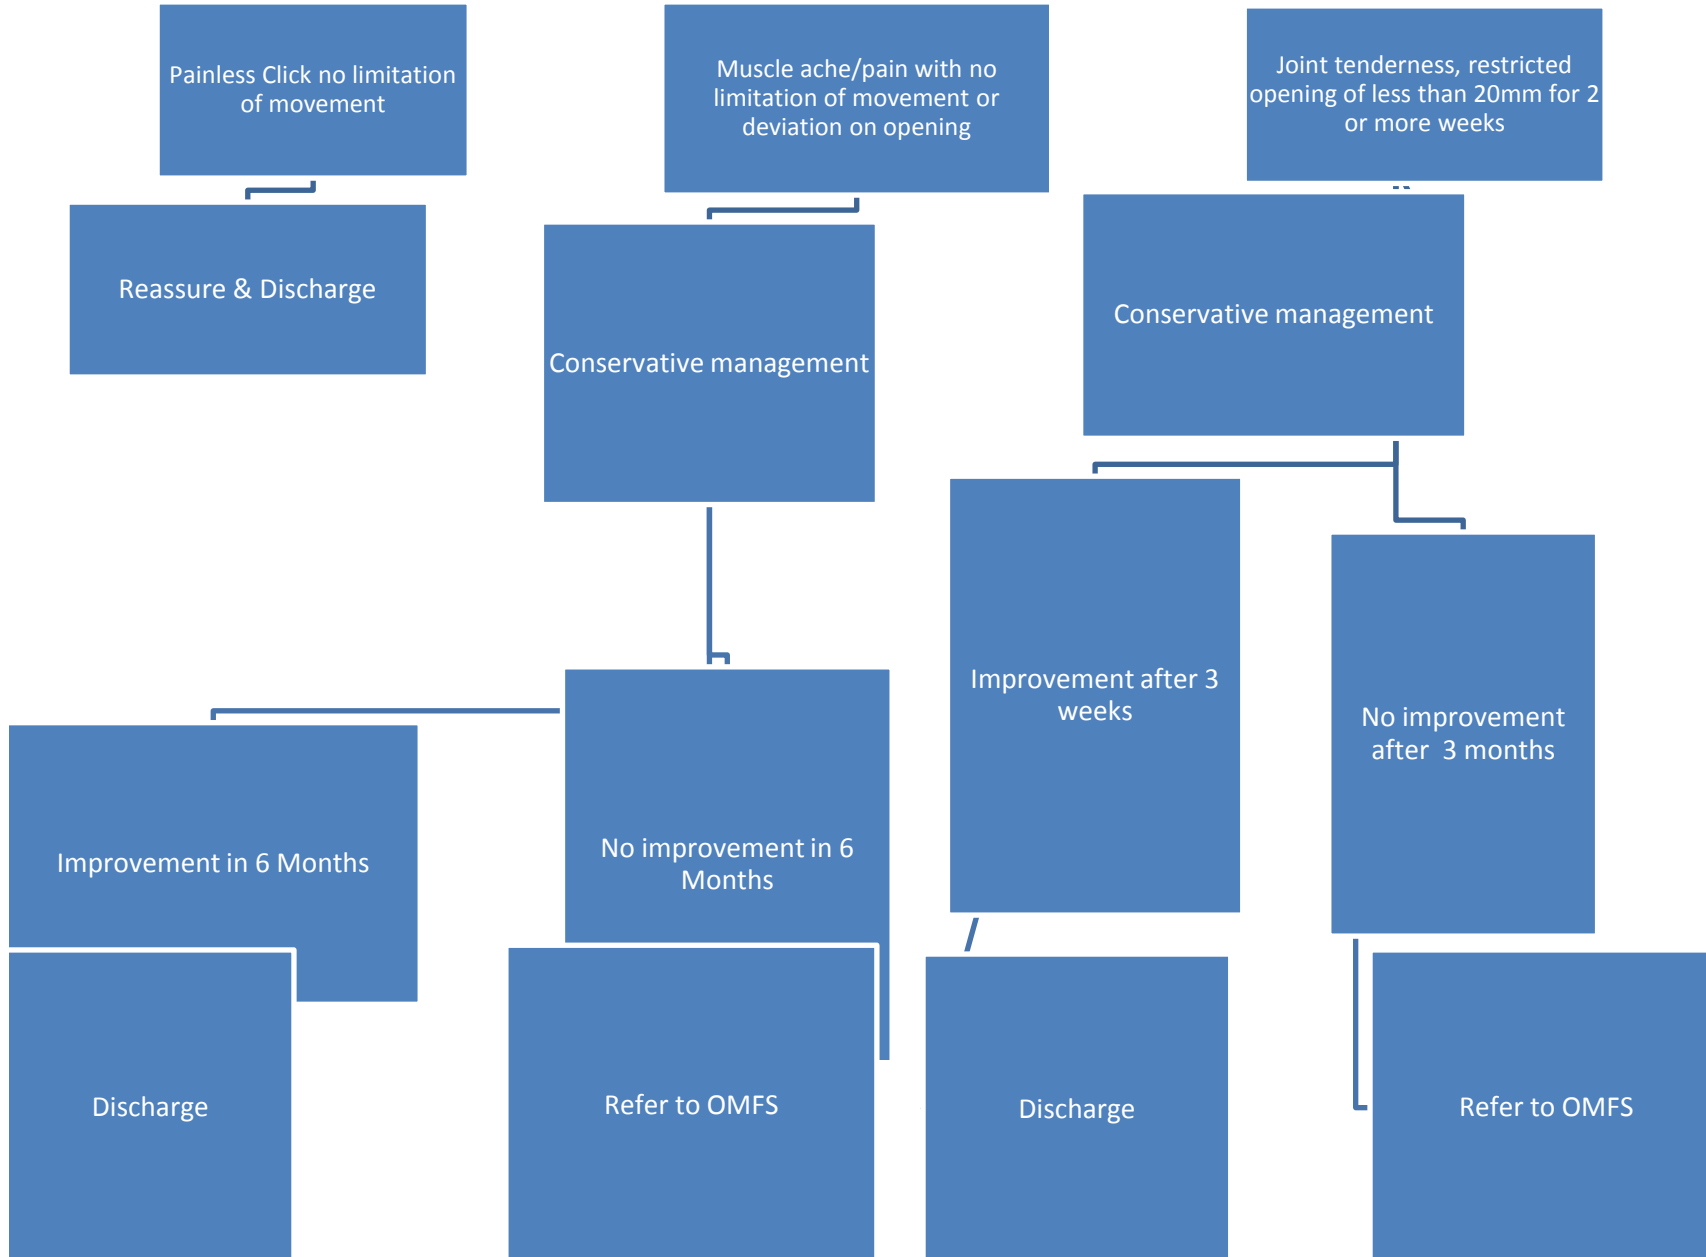 Painless Click no limitation
of movement
Muscle ache/pain with no
limitation of movement or
deviation on opening
Joint tenderness, restricted
opening of less than 20mm for 2
or more weeks
Reassure & Discharge
Conservative management
Conservative management
Improvement after 3
weeks
No improvement
after  3 months
Improvement in 6 Months
No improvement in 6
Months
Discharge
Refer to OMFS
Discharge
Refer to OMFS